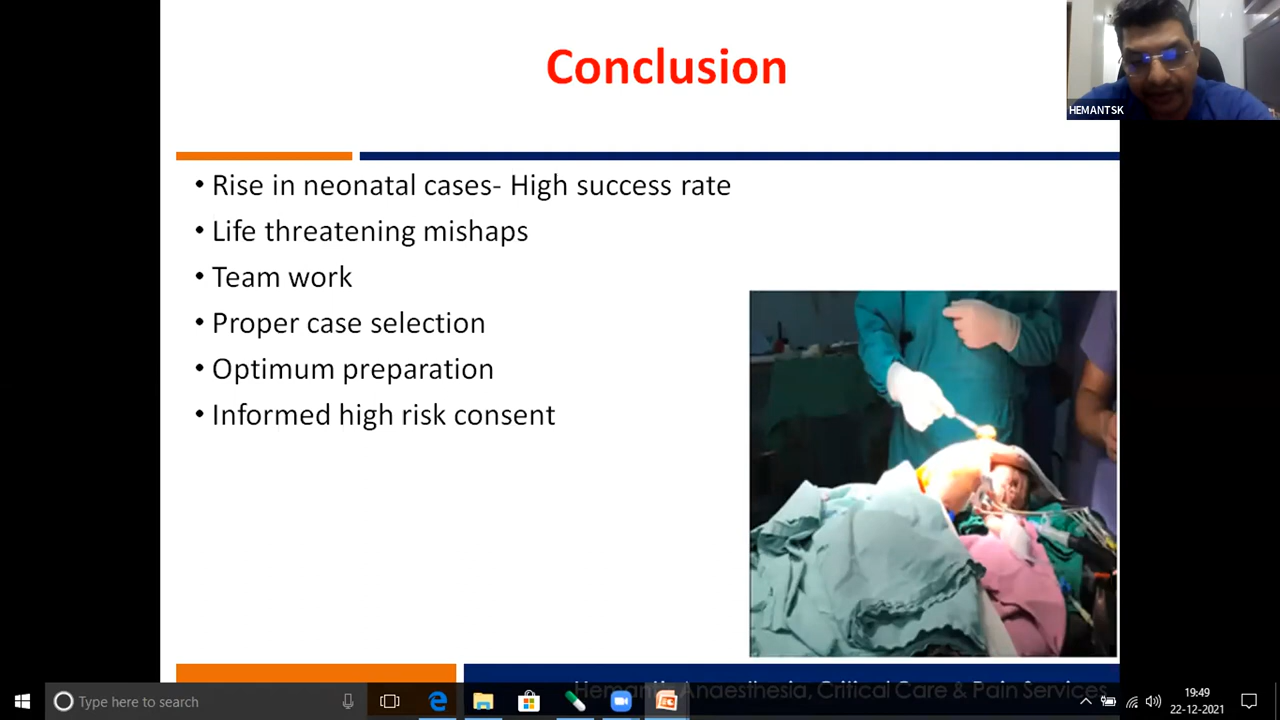 Conclusion
HEMANTSK
• Rise in neonatal cases- High success rate
• Life threatening mishaps
• Team work
• Proper case selection
• Optimum preparation
• Informed high risk consent
Anaesthesia, Critical Care & Pain Services
Type here to search
19:49
22-12-2021